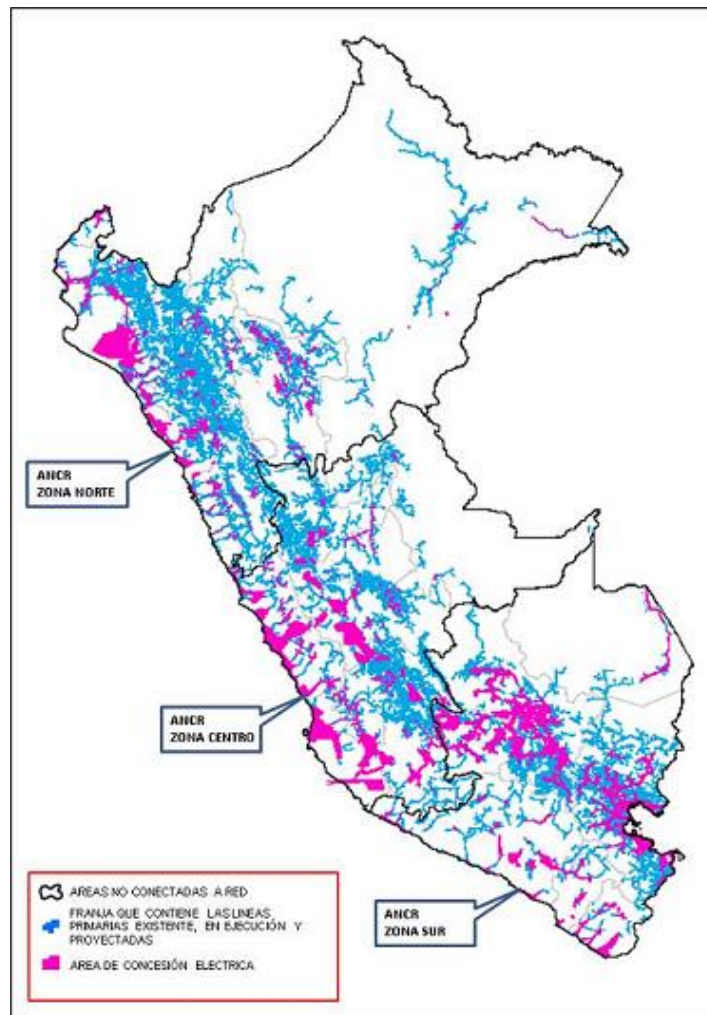 ANCR
ZONA NORTE
ANCR
ZONA CENTRO
ANCR
ZONA SUR
AREAS NO CONECTADAS A RED
FRANJA QUE CONTIENE LAS LINEAS
PRIMARIAS EXISTENTE, EN EJECUCIÓN Y
PROYECTADAS
AREA DE CONCESIÓN ELECTRICA